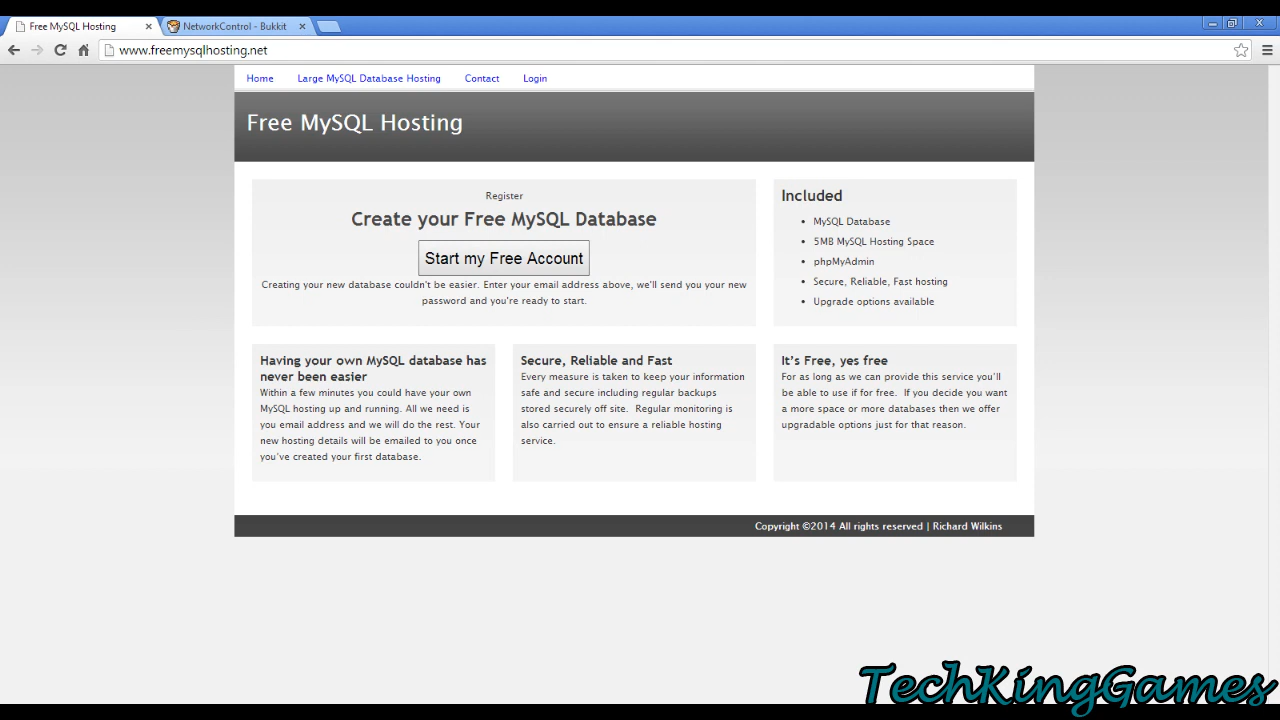 Free MySQL Hosting
NetworkControl - Bukkit
www.freemysqlhosting.net
Home Large MySQL Database Hosting Contact Login
Free MySQL Hosting
Register
Create your Free MySQL Database
Start my Free Account
Creating your new database couldn't be easier. Enter your email address above, we'll send you your new
password and you're ready to start.
Included
• MySQL Database
• 5MB MySQL Hosting Space
• phpMyAdmin
• Secure, Reliable, Fast hosting
• Upgrade options available
Having your own MySQL database has
never been easier
Within a few minutes you could have your own
MySQL hosting up and running. All we need is
you email address and we will do the rest. Your
new hosting details will be emailed to you once
you've created your first database.
Secure, Reliable and Fast
Every measure is taken to keep your information
safe and secure including regular backups
stored securely off site. Regular monitoring is
also carried out to ensure a reliable hosting
service.
It's Free, yes free
For as long as we can provide this service you'll
be able to use if for free. If you decide you want
a more space or more databases then we offer
upgradable options just for that reason.
Copyright ©2014 All rights reserved | Richard Wilkins
TechKingGames